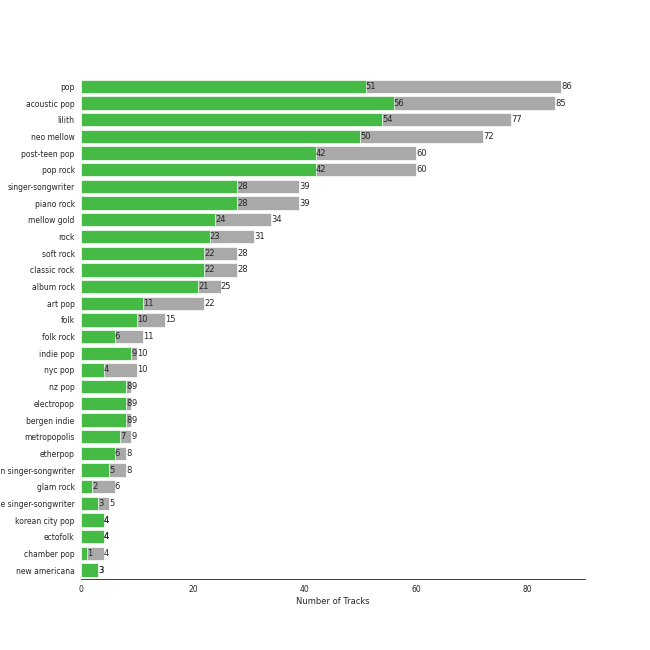 pop 51 86
acoustic pop 56 85
lilith 54 77
neo mellow 50 72
post-teen pop 42 60
pop rock 42 60
singer-songwriter 28 39
piano rock 28 39
mellow gold 24 34
rock 23 31
soft rock 22 28
classic rock 22 28
album rock 21 25
art pop 11 22
folk 10 15
folk rock 6 11
indie pop 9 10
nyc pop 4 10
nz pop 8 9
electropop 8 9
bergen indie 8 9
metropopolis 7 9
etherpop 6 8
n singer-songwriter 5 8
glam rock 2 6
e singer-songwriter 3 5
korean city pop 4
ectofolk 4
chamber pop 1 4
new americana 3
0 20 40 60 80
Number of Tracks